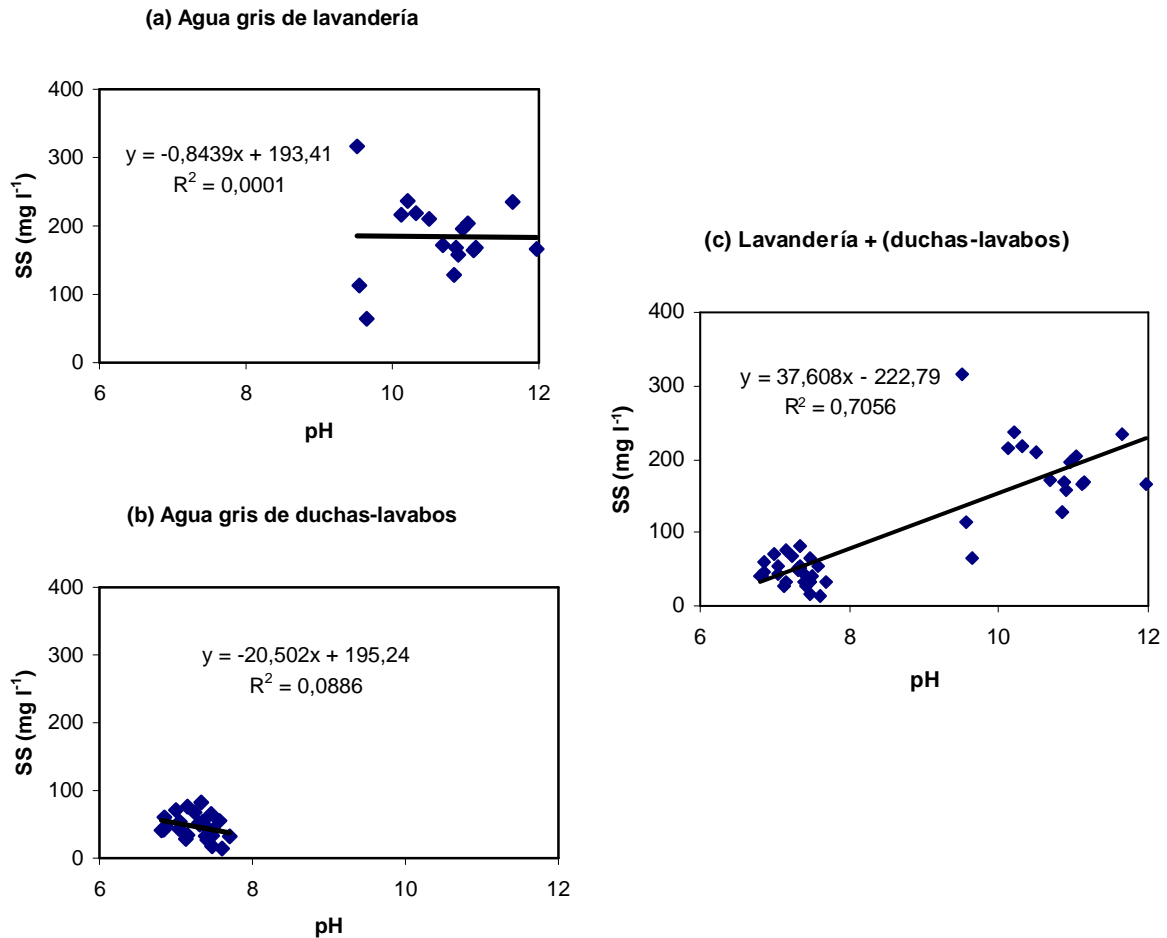 (a) Agua gris de lavandería
400
300
200
100
0
6
8
10
12
SS (mg l⁻¹)
pH
y = -0,8439x + 193,41
R² = 0,0001
(b) Agua gris de duchas-lavabos
400
300
200
100
0
6
8
10
12
SS (mg l⁻¹)
pH
y = -20,502x + 195,24
R² = 0,0886
(c) Lavandería + (duchas-lavabos)
400
300
200
100
0
6
8
10
12
SS (mg l⁻¹)
pH
y = 37,608x - 222,79
R² = 0,7056